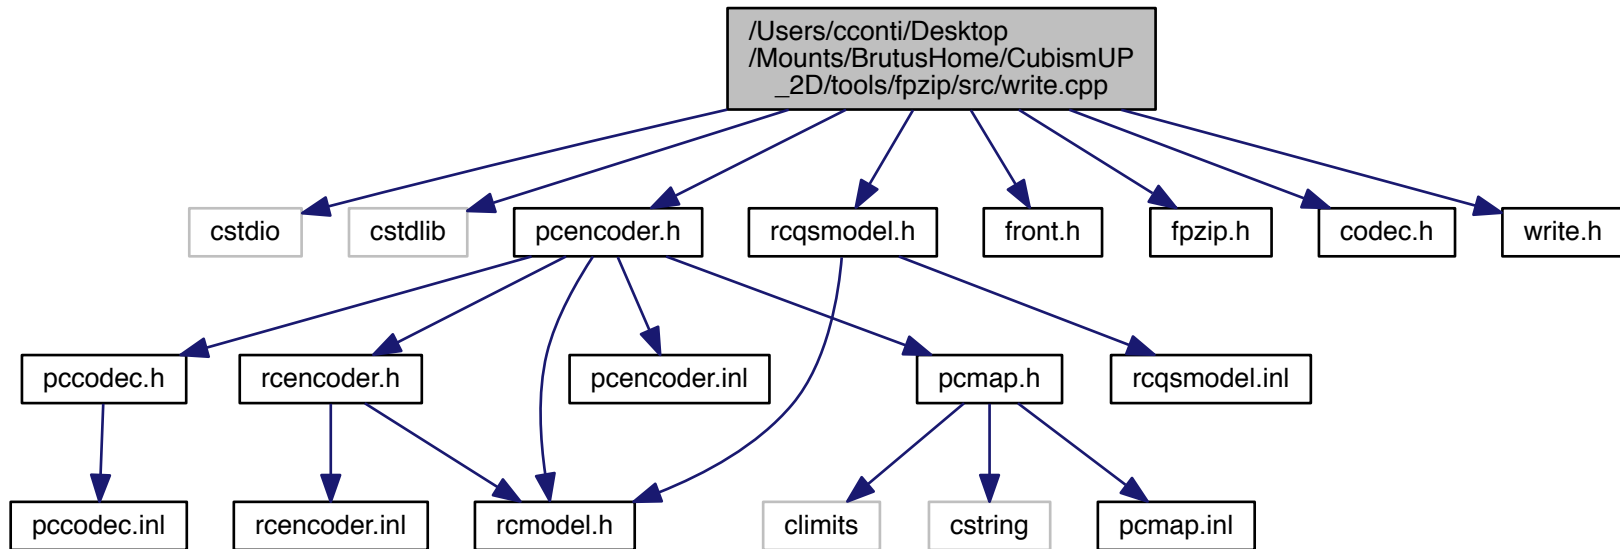 /Users/cconti/Desktop
/Mounts/BrutusHome/CubismUP
_2D/tools/fpzip/src/write.cpp
cstdio
cstdlib
pcencoder.h
rcqsmodel.h
front.h
fpzip.h
codec.h
write.h
pccodec.h
rcencoder.h
pcencoder.inl
pcmap.h
rcqsmodel.inl
pccodec.inl
rcencoder.inl
rcmodel.h
climits
cstring
pcmap.inl